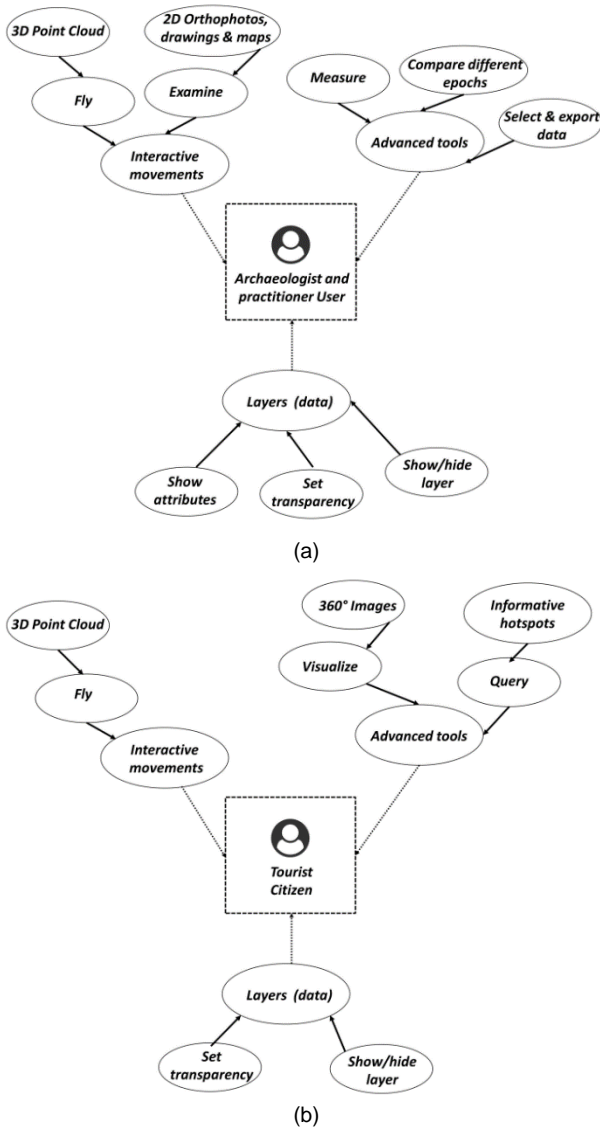 3D Point Cloud
2D Orthophotos,
drawings & maps
Fly
Examine
Interactive
movements
Measure
Compare different
epochs
Select & export
data
Advanced tools
Archaeologist and
practitioner User
Layers (data)
Show
attributes
Set
transparency
Show/hide
layer
(a)
3D Point Cloud
Fly
Interactive
movements
360° Images
Informative
hotspots
Visualize
Query
Advanced tools
Tourist
Citizen
Layers (data)
Set
transparency
Show/hide
layer
(b)